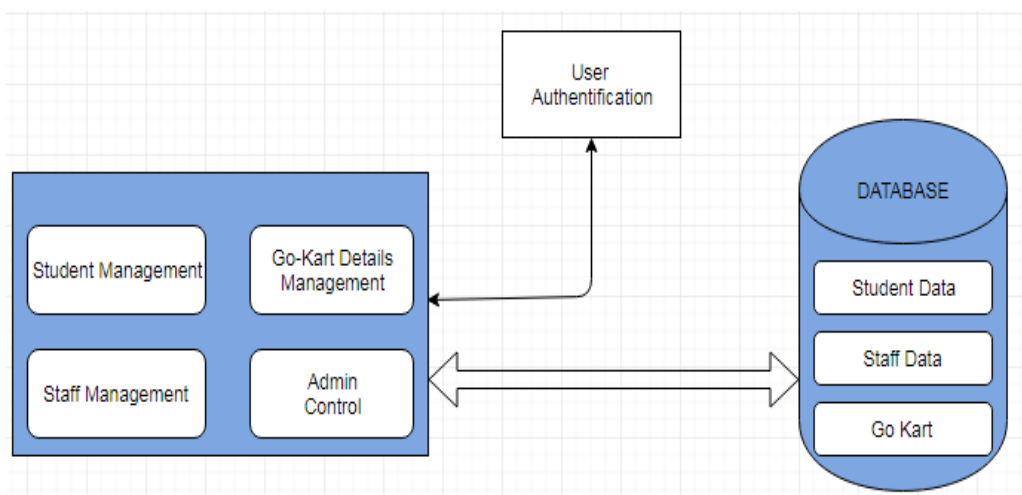 User
Authentification
DATABASE
Student Management
Go-Kart Details
Management
Student Data
Staff Data
Staff Management
Admin
Control
Go Kart